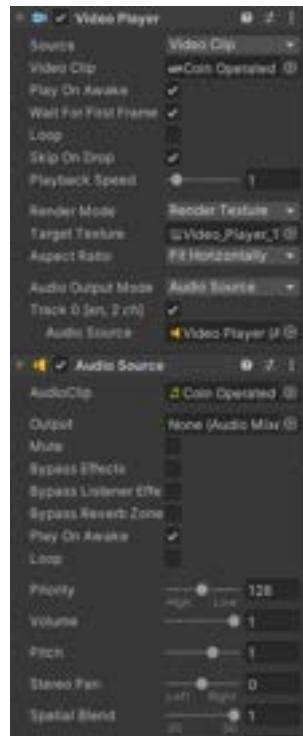 Video Player
Source Video Clip
Video Clip Coin Operated
Play On Awake
Wait For First Frame
Loop
Skip On Drop
Playback Speed 1
Render Mode Render Texture
Target Texture Video_Player_T
Aspect Ratio Fit Horizontally
Audio Output Mode Audio Source
Track 0 [en, 2 ch]
Audio Source Video Player (A
Audio Source
AudioClip Coin Operated
Output None (Audio Mixe
Mute
Bypass Effects
Bypass Listener Effe
Bypass Reverb Zone
Play On Awake
Loop
Priority 128
High Low
Volume 1
Pitch 1
Stereo Pan 0
Left Right
Spatial Blend 1
2D 3D